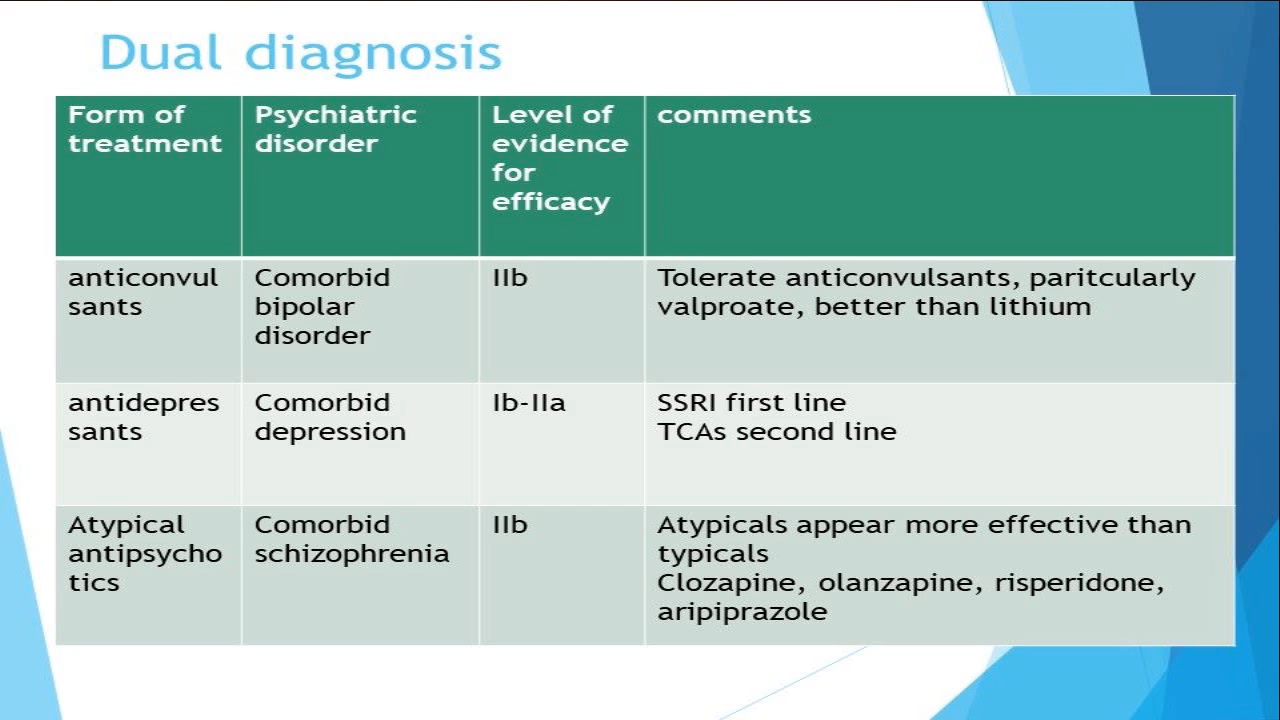 Dual diagnosis
Form of
treatment
Psychiatric
disorder
Level of
evidence
for
efficacy
comments
anticonvul
sants
Comorbid
bipolar
disorder
IIb
Tolerate anticonvulsants, paritcularly
valproate, better than lithium
antidepres
sants
Comorbid
depression
Ib-IIa
SSRI first line
TCAs second line
Atypical
antipsycho
tics
Comorbid
schizophrenia
IIb
Atypicals appear more effective than
typicals
Clozapine, olanzapine, risperidone,
aripiprazole